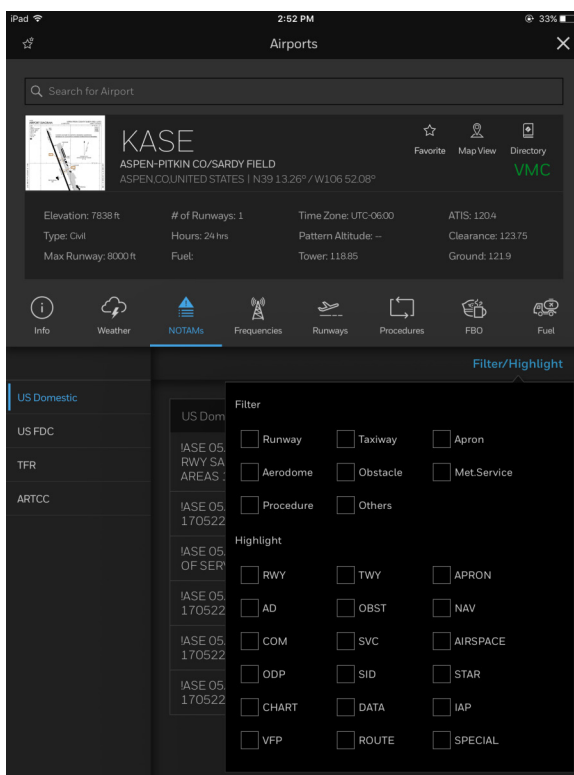 iPad 2:52 PM 33%
Airports
Search for Airport
KASE
ASPEN-PITKIN CO/SARDY FIELD
ASPEN,CO,UNITED STATES | N39 13.26° / W106 52.08°
Favorite Map View Directory
VMC
Elevation: 7838 ft # of Runways: 1 Time Zone: UTC-06:00 ATIS: 120.4
Type: Civil Hours: 24 hrs Pattern Altitude: -- Clearance: 123.75
Max Runway: 8000 ft Fuel: Tower: 118.85 Ground: 121.9
Info Weather NOTAMs Frequencies Runways Procedures FBO Fuel
Filter/Highlight
US Domestic
US FDC
TFR
ARTCC
US Dom
!ASE 05.
RWY SA
AREAS
!ASE 05.
170522
!ASE 05.
OF SER
!ASE 05.
170522
!ASE 05.
170522
!ASE 05.
170522
Filter
Runway Taxiway Apron
Aerodome Obstacle Met.Service
Procedure Others
Highlight
RWY TWY APRON
AD OBST NAV
COM SVC AIRSPACE
ODP SID STAR
CHART DATA IAP
VFP ROUTE SPECIAL